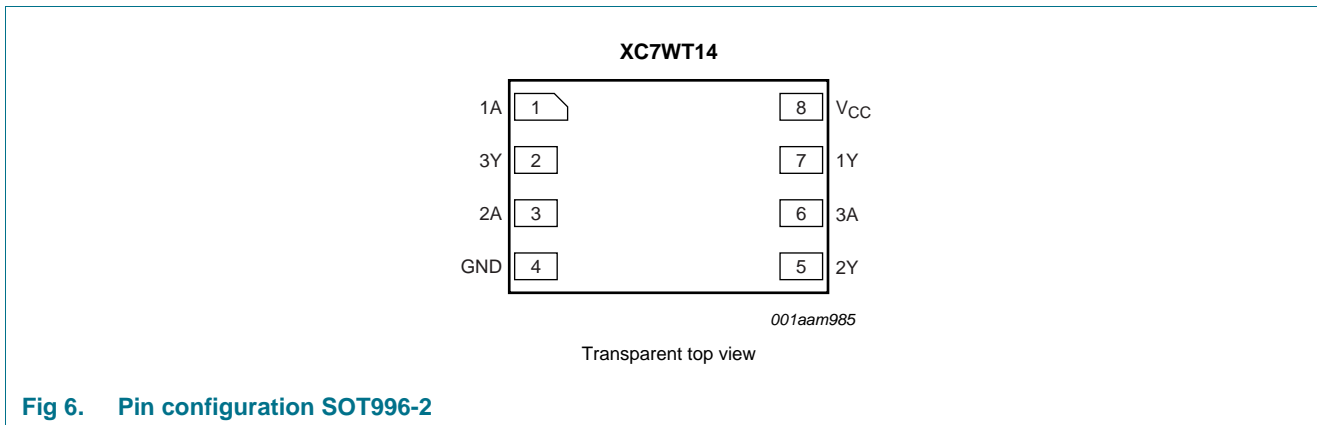 XC7WT14
1A 1 8 VCC
3Y 2 7 1Y
2A 3 6 3A
GND 4 5 2Y
001aam985
Transparent top view
Fig 6. Pin configuration SOT996-2